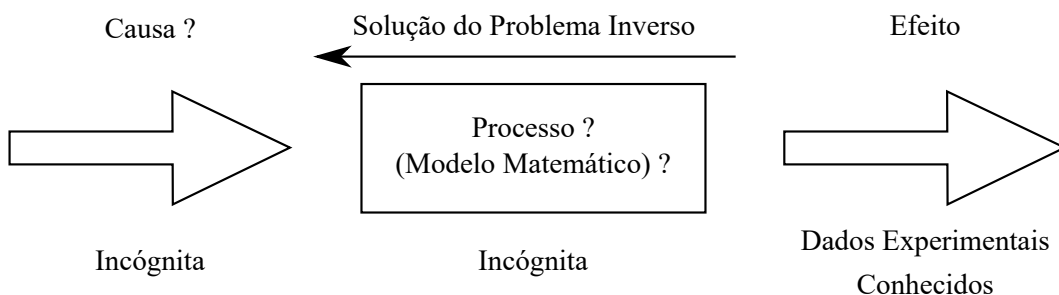 Causa ?
Solução do Problema Inverso
Efeito
Processo ?
(Modelo Matemático) ?
Incógnita
Incógnita
Dados Experimentais
Conhecidos